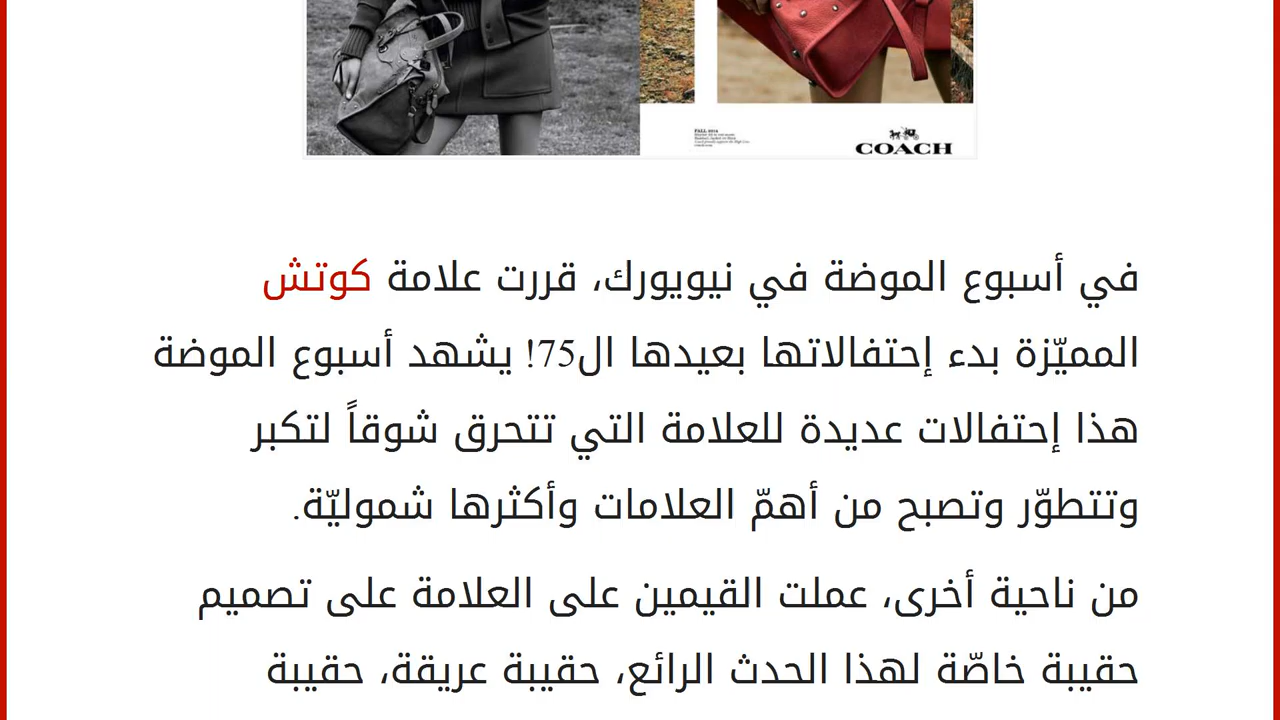 FALL 2014
COACH
في أسبوع الموضة في نيويورك، قررت علامة كوتش
المميّزة بدء إحتفالاتها بعيدها ال75! يشهد أسبوع الموضة
هذا إحتفالات عديدة للعلامة التي تتحرق شوقاً لتكبر
وتتطوّر وتصبح من أهمّ العلامات وأكثرها شموليّة.
من ناحية أخرى، عملت القيمين على العلامة على تصميم
حقيبة خاصّة لهذا الحدث الرائع، حقيبة عريقة، حقيبة